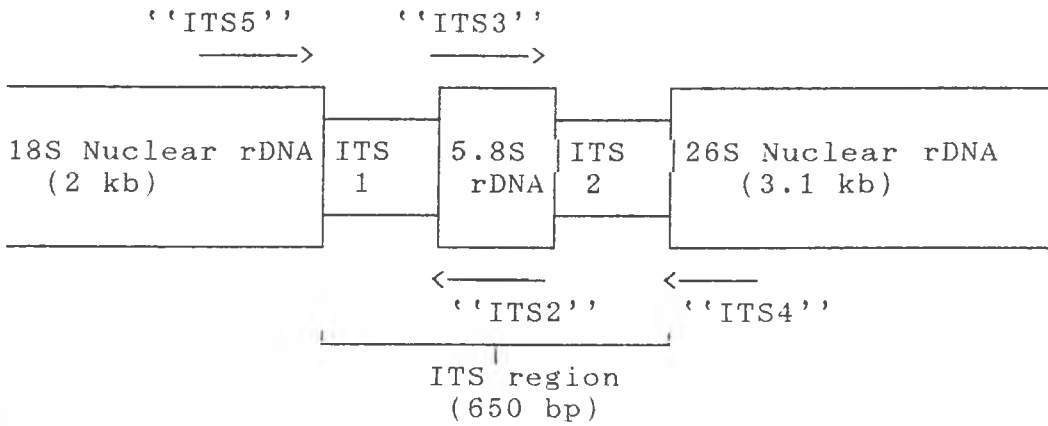 ‘‘ITS5’’ ‘‘ITS3’’
18S Nuclear rDNA ITS 5.8S ITS 26S Nuclear rDNA
(2 kb) 1 rDNA 2 (3.1 kb)
‘‘ITS2’’ ‘‘ITS4’’
ITS region
(650 bp)